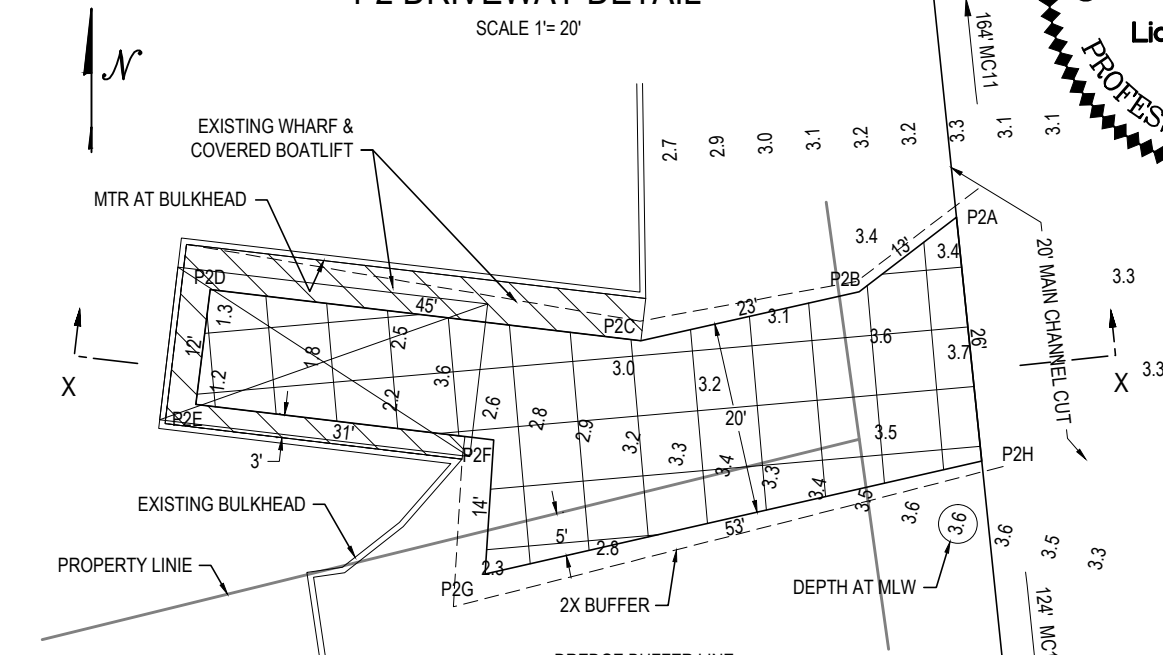 P2 DRIVEWAY DETAIL
SCALE 1'= 20'
N
EXISTING WHARF &
COVERED BOATLIFT
MTR AT BULKHEAD
164' MC11
Lic
PROFES
2.7 2.9 3.0 3.1 3.2 3.2 3.3 3.1 3.1
P2A
3.4
13'
3.4
20' MAIN CHANNEL CUT
3.3
P2D
P2B
45'
23'
3.1
P2C
1.3
12'
1.8
2.5
3.6
3.7
26'
X
X
3.3
1.2
2.2
3.6
3.0
3.2
P2E
31'
2.6
2.8
2.9
3.2
3.3
3.4
20'
3.5
3'
P2F
P2H
3.3
3.4
3.5
3.6
3.6
3.6
3.5
3.3
EXISTING BULKHEAD
14'
5'
53'
2.8
2.3
PROPERTY LINIE
P2G
2X BUFFER
DEPTH AT MLW
124' MC1